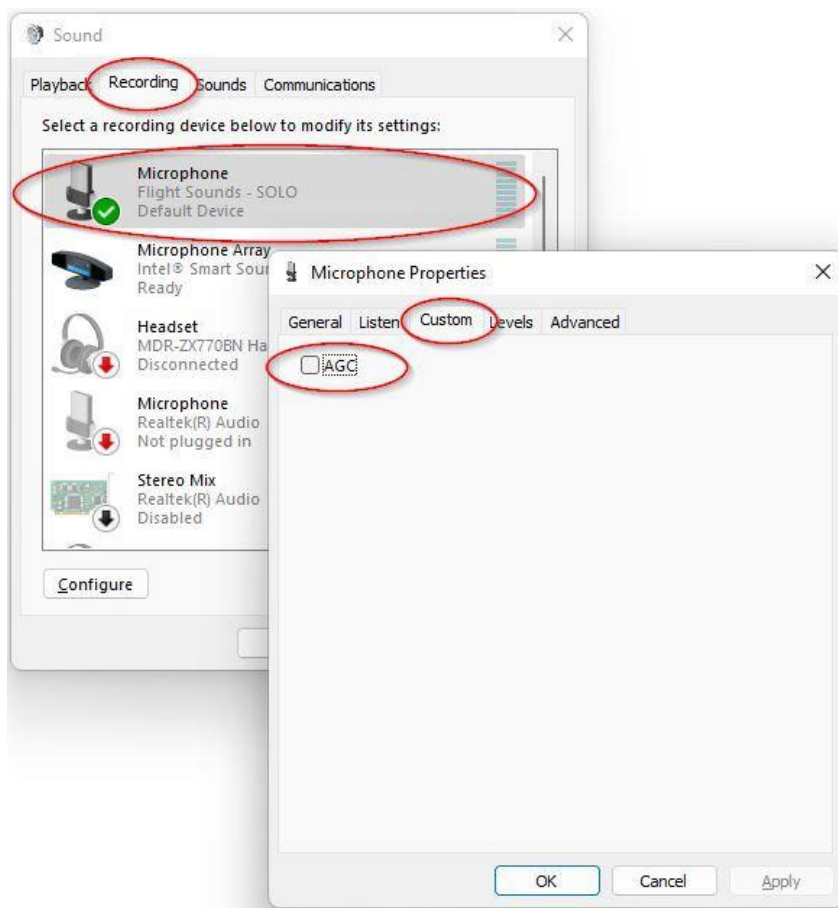 Sound
Playback Recording Sounds Communications
Select a recording device below to modify its settings:
Microphone
Flight Sounds - SOLO
Default Device
Microphone Array
Intel® Smart
Ready
Headset
MDR-ZX770BN
Disconnected
Microphone
Realtek(R) Audio
Not plugged in
Stereo Mix
Realtek(R) Audio
Disabled
Configure
Microphone Properties
General Listen Custom Levels Advanced
AGC
OK Cancel Apply